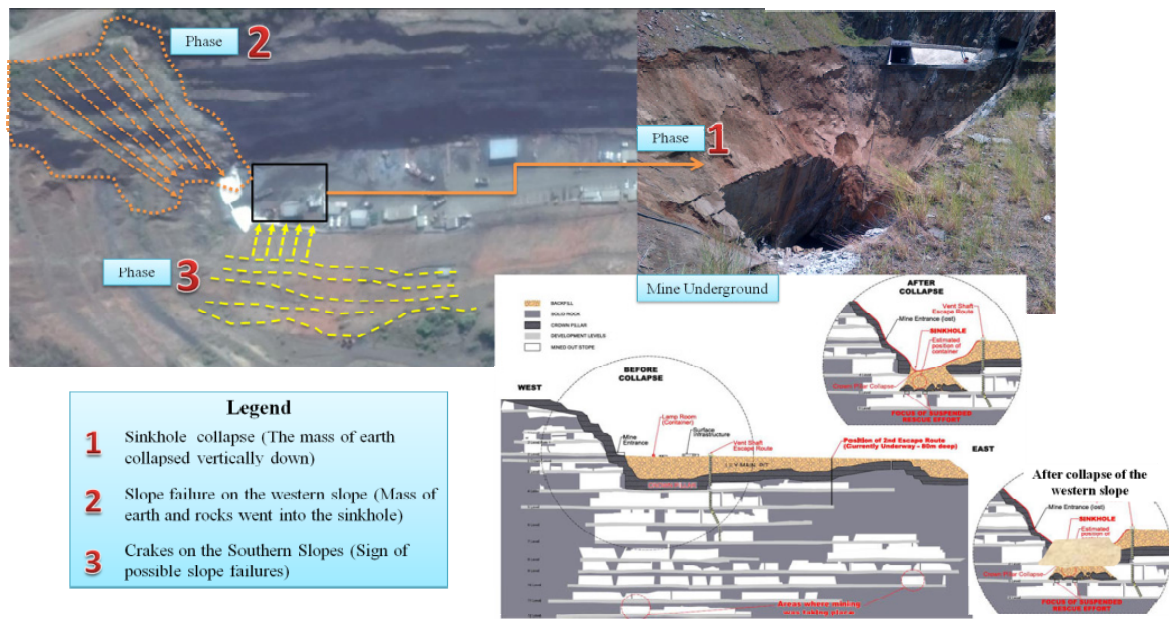 Phase 2
Phase 1
Phase 3
Mine Underground
BACKFILL
SOLID ROCK
CROWN PILLAR
DEVELOPMENT LEVELS
MINED OUT STOPE
AFTER
COLLAPSE
Vent Shaft
Escape Route
Mine Entrance (lost)
SINKHOLE
Estimated
position of
container
Crown Pillar Collapse
FOCUS OF SUSPENDED
RESCUE EFFORT
BEFORE
COLLAPSE
WEST
Lamp Room
(Container)
Surface
Infrastructure
Mine
Entrance
Vent Shaft
Escape Route
Position of 2nd Escape Route
(Currently Underway - 80m deep)
EAST
Areas where mining
was taking place
After collapse of the
western slope
Mine Entrance (lost)
SINKHOLE
Estimated
position of
Crown Pillar Collapse
FOCUS OF SUSPENDED
RESCUE EFFORT
Legend
1 Sinkhole collapse (The mass of earth
collapsed vertically down)
2 Slope failure on the western slope (Mass of
earth and rocks went into the sinkhole)
3 Crakes on the Southern Slopes (Sign of
possible slope failures)